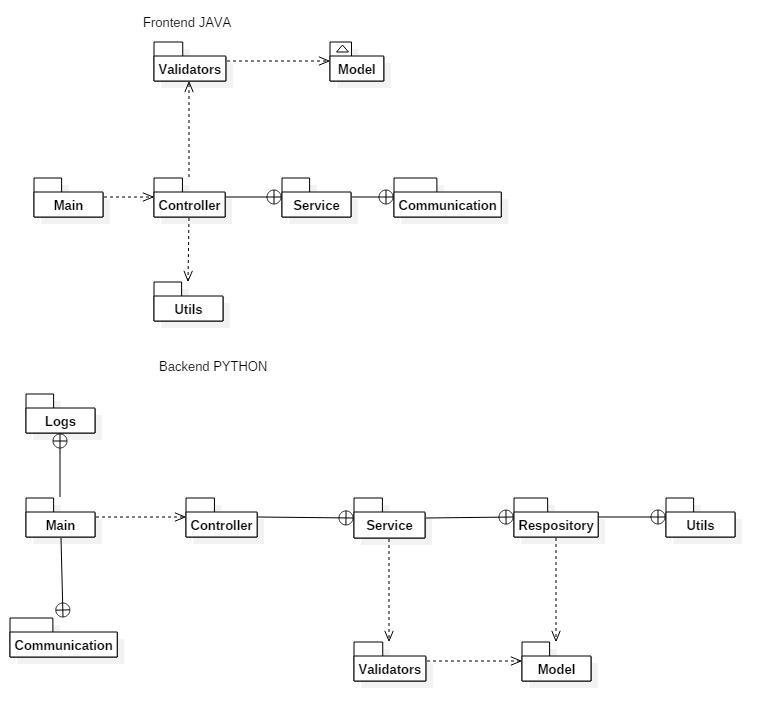 Frontend JAVA
Validators
Model
Main
Controller
Service
Communication
Utils
Backend PYTHON
Logs
Main
Controller
Service
Respository
Utils
Communication
Validators
Model